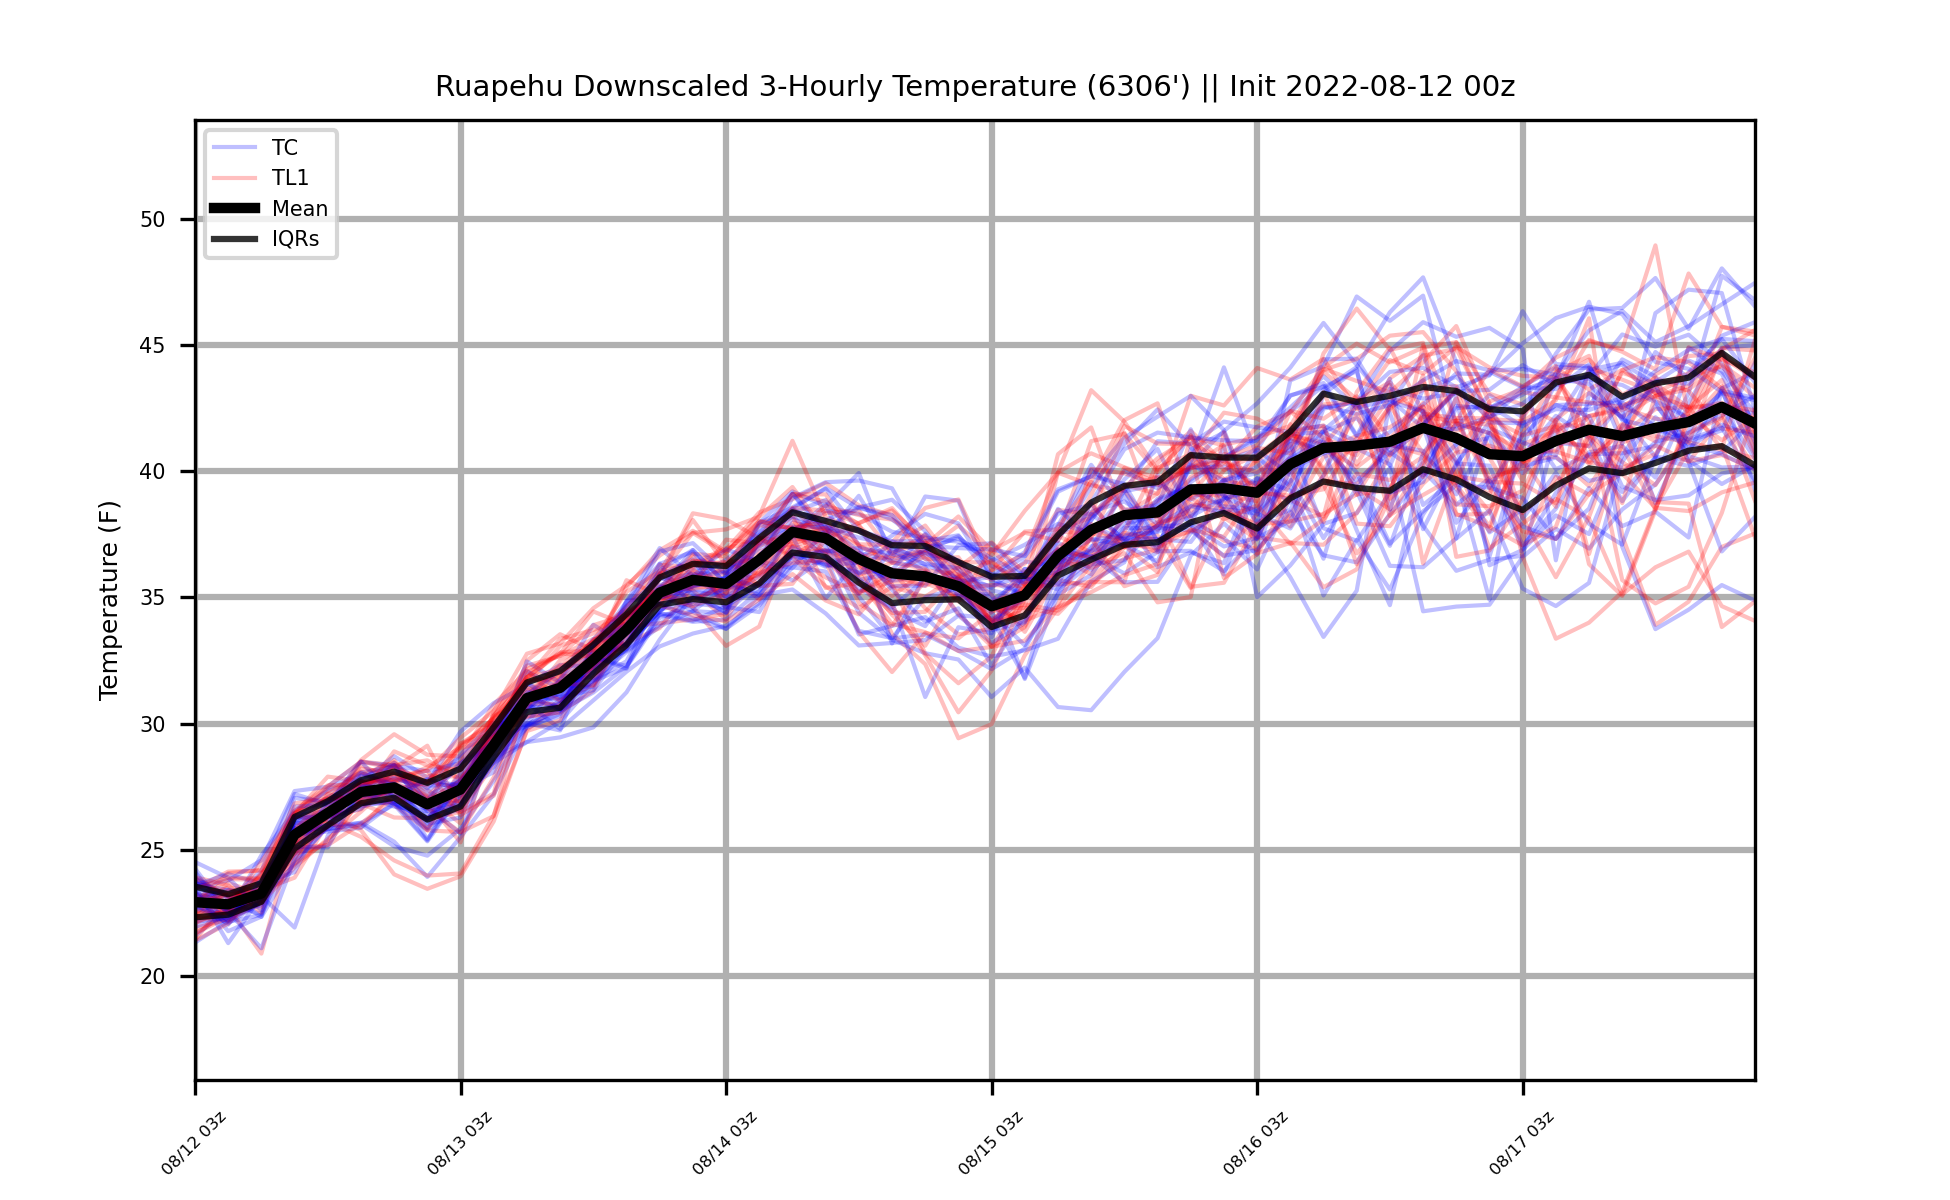 Ruapehu Downscaled 3-Hourly Temperature (6306') || Init 2022-08-12 00z
TC
TL1
Mean
IQRs
Temperature (F)
50
45
40
35
30
25
20
08/12 03z
08/13 03z
08/14 03z
08/15 03z
08/16 03z
08/17 03z